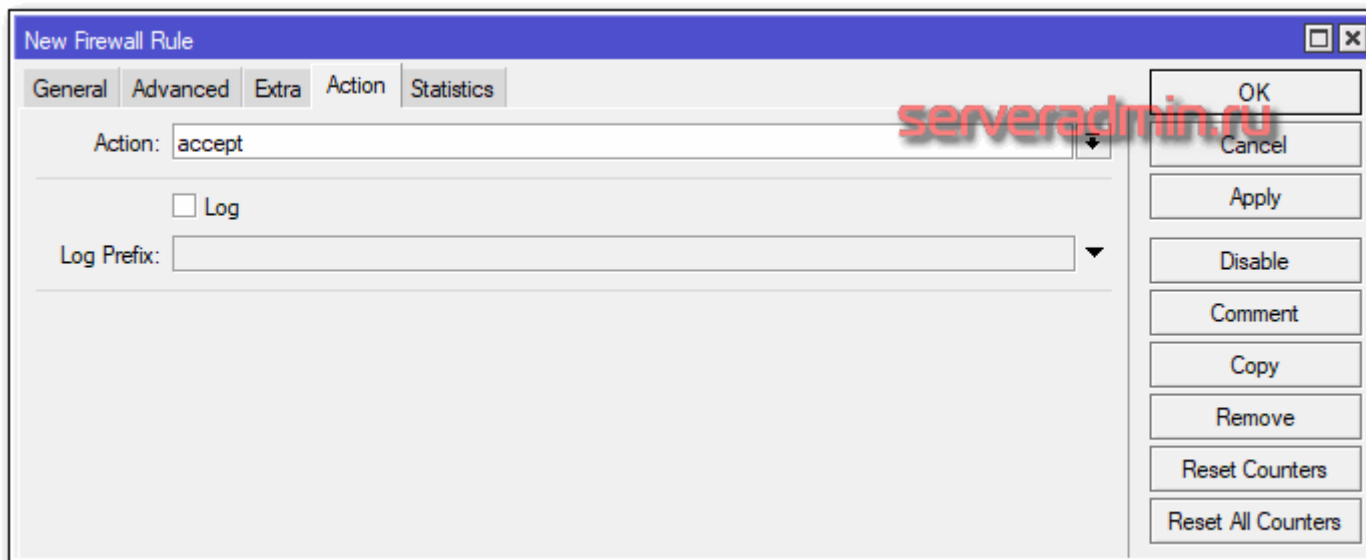 New Firewall Rule
General Advanced Extra Action Statistics
Action: accept
Log
Log Prefix:
serveradmin.ru
OK
Cancel
Apply
Disable
Comment
Copy
Remove
Reset Counters
Reset All Counters